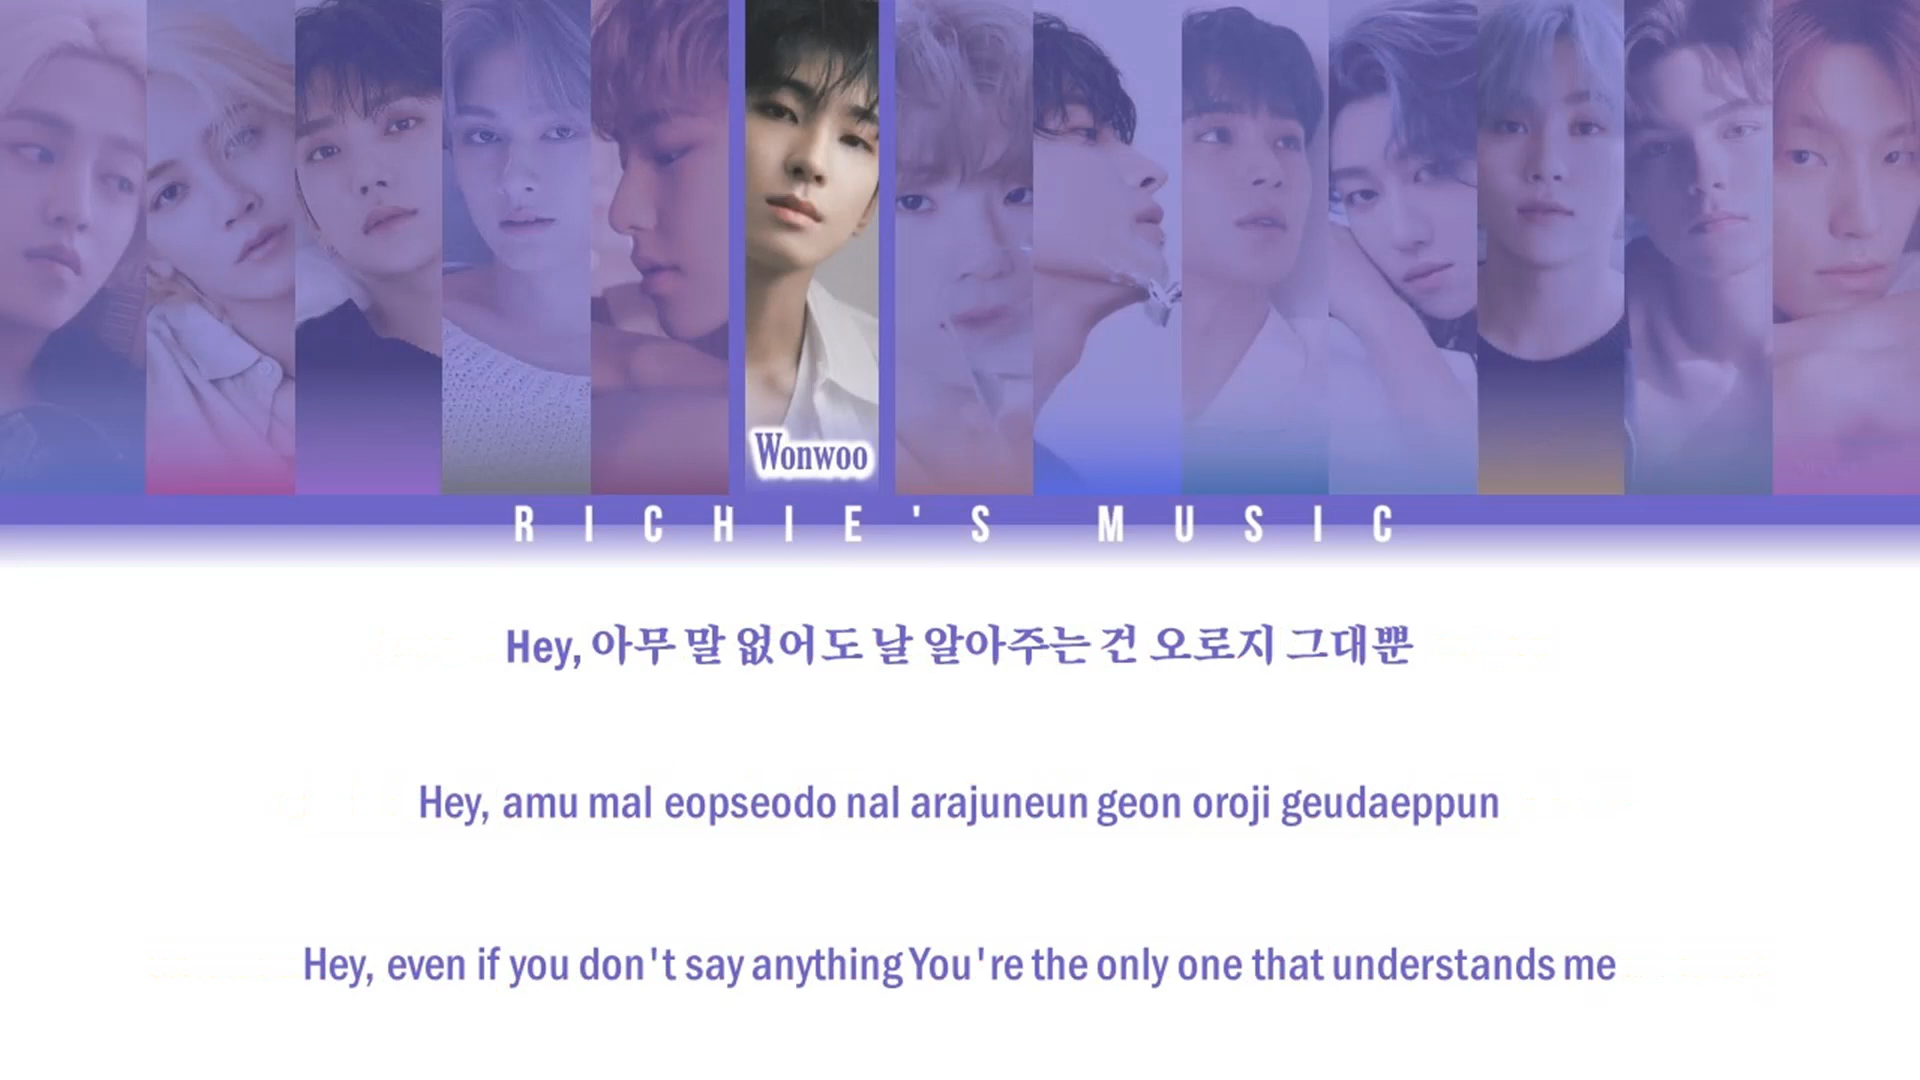 Wonwoo
RICHIE'S MUSIC
Hey, 아무 말 없어도 날 알아주는 건 오로지 그대뿐
Hey, amu mal eopseodo nal arajuneun geon oroji geudaeppun
Hey, even if you don't say anything You're the only one that understands me